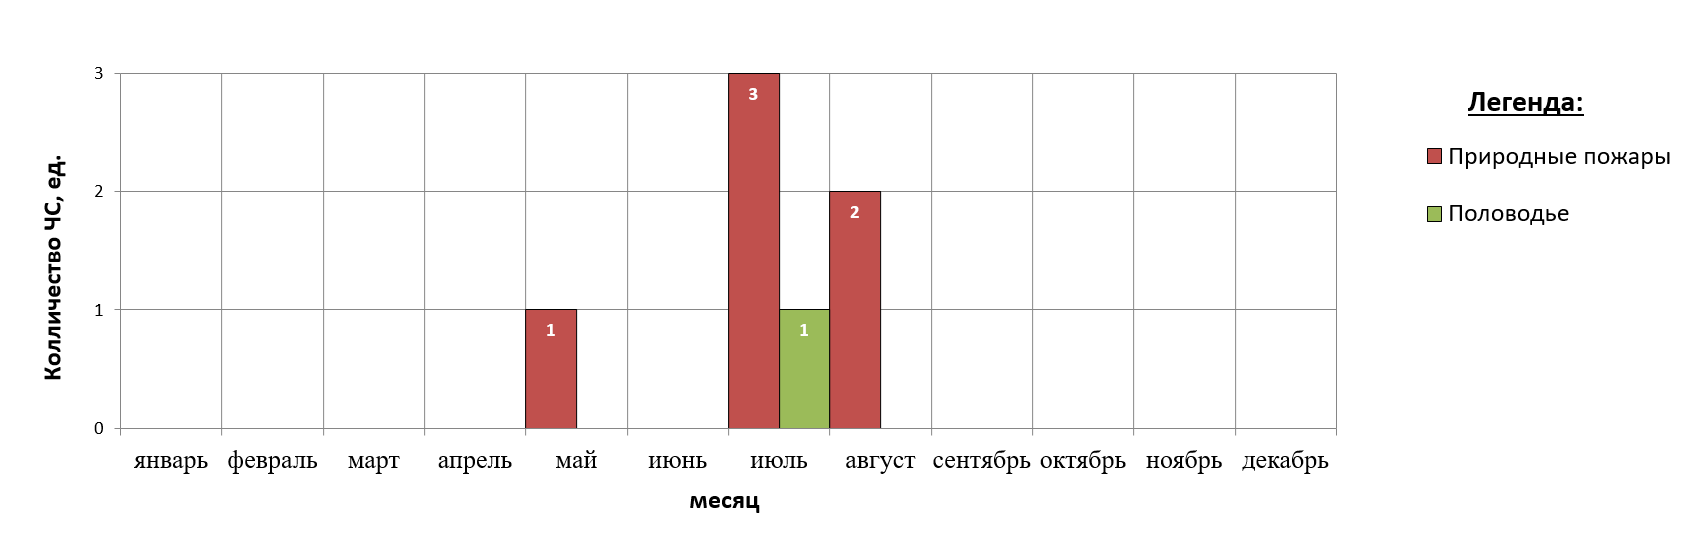 Колличество ЧС, ед.
3
2
1
0
1
3
1
2
январь февраль март апрель май июнь июль август сентябрь октябрь ноябрь декабрь
месяц
Легенда:
Природные пожары
Половодье